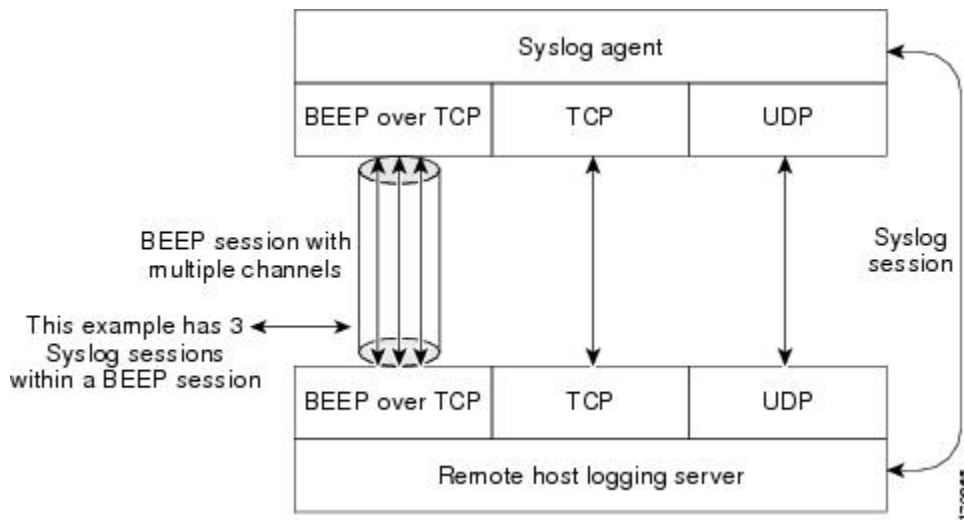 Syslog agent
BEEP over TCP
TCP
UDP
BEEP session with
multiple channels
Syslog
session
This example has 3
Syslog sessions
within a BEEP session
BEEP over TCP
TCP
UDP
Remote host logging server